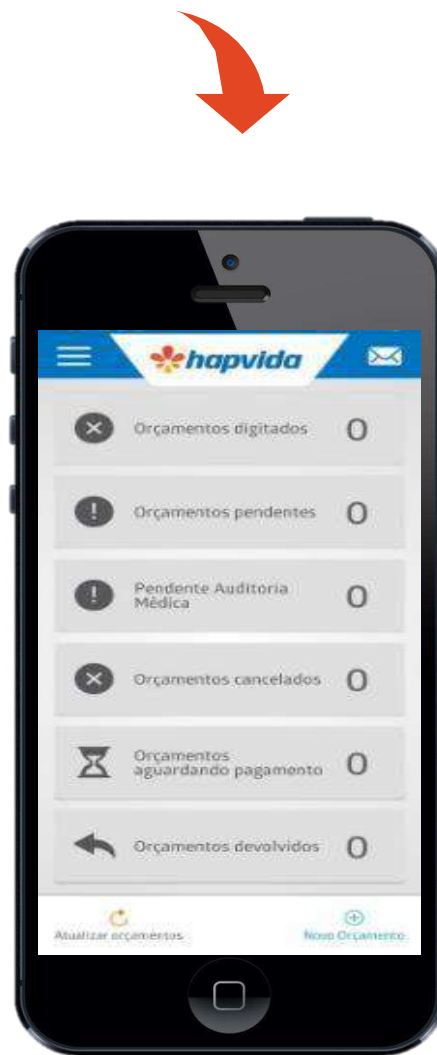 hapvida
Orçamentos digitados 0
Orçamentos pendentes 0
Pendente Auditoria
Médica 0
Orçamentos cancelados 0
Orçamentos
aguardando pagamento 0
Orçamentos devolvidos 0
Atualizar orçamentos
Novo Orçamento